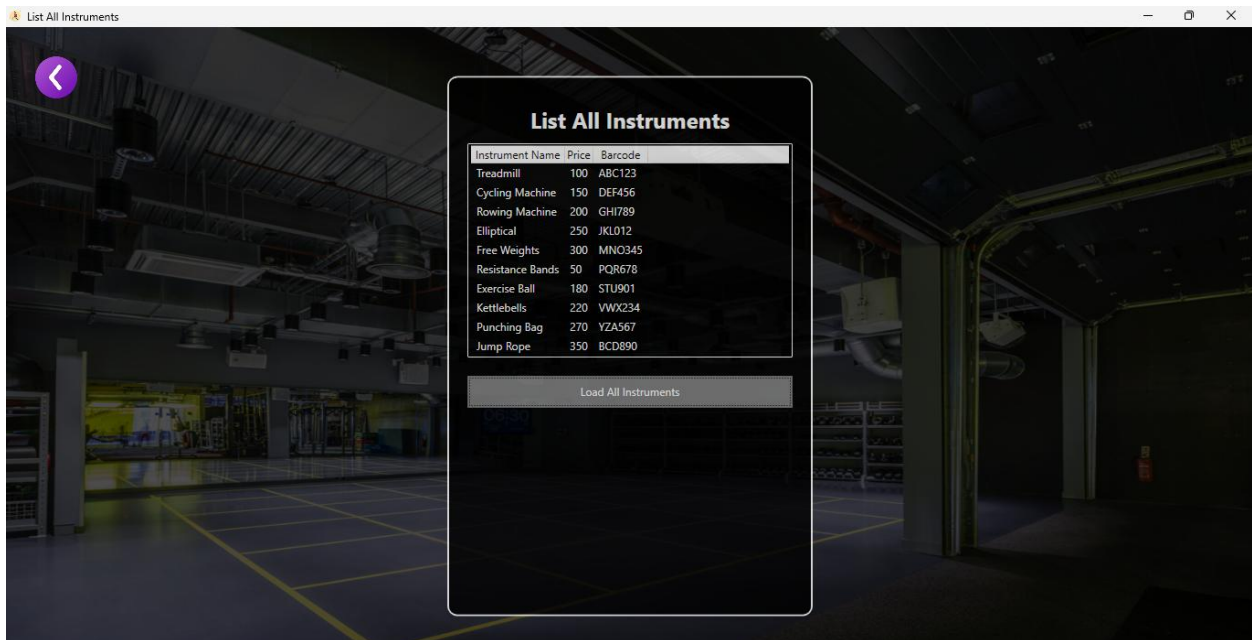 List All Instruments
List All Instruments
Instrument Name Price Barcode
Treadmill 100 ABC123
Cycling Machine 150 DEF456
Rowing Machine 200 GHI789
Elliptical 250 JKL012
Free Weights 300 MNO345
Resistance Bands 50 PQR678
Exercise Ball 180 STU901
Kettlebells 220 VWX234
Punching Bag 270 YZA567
Jump Rope 350 BCD890
Load All Instruments
06:30